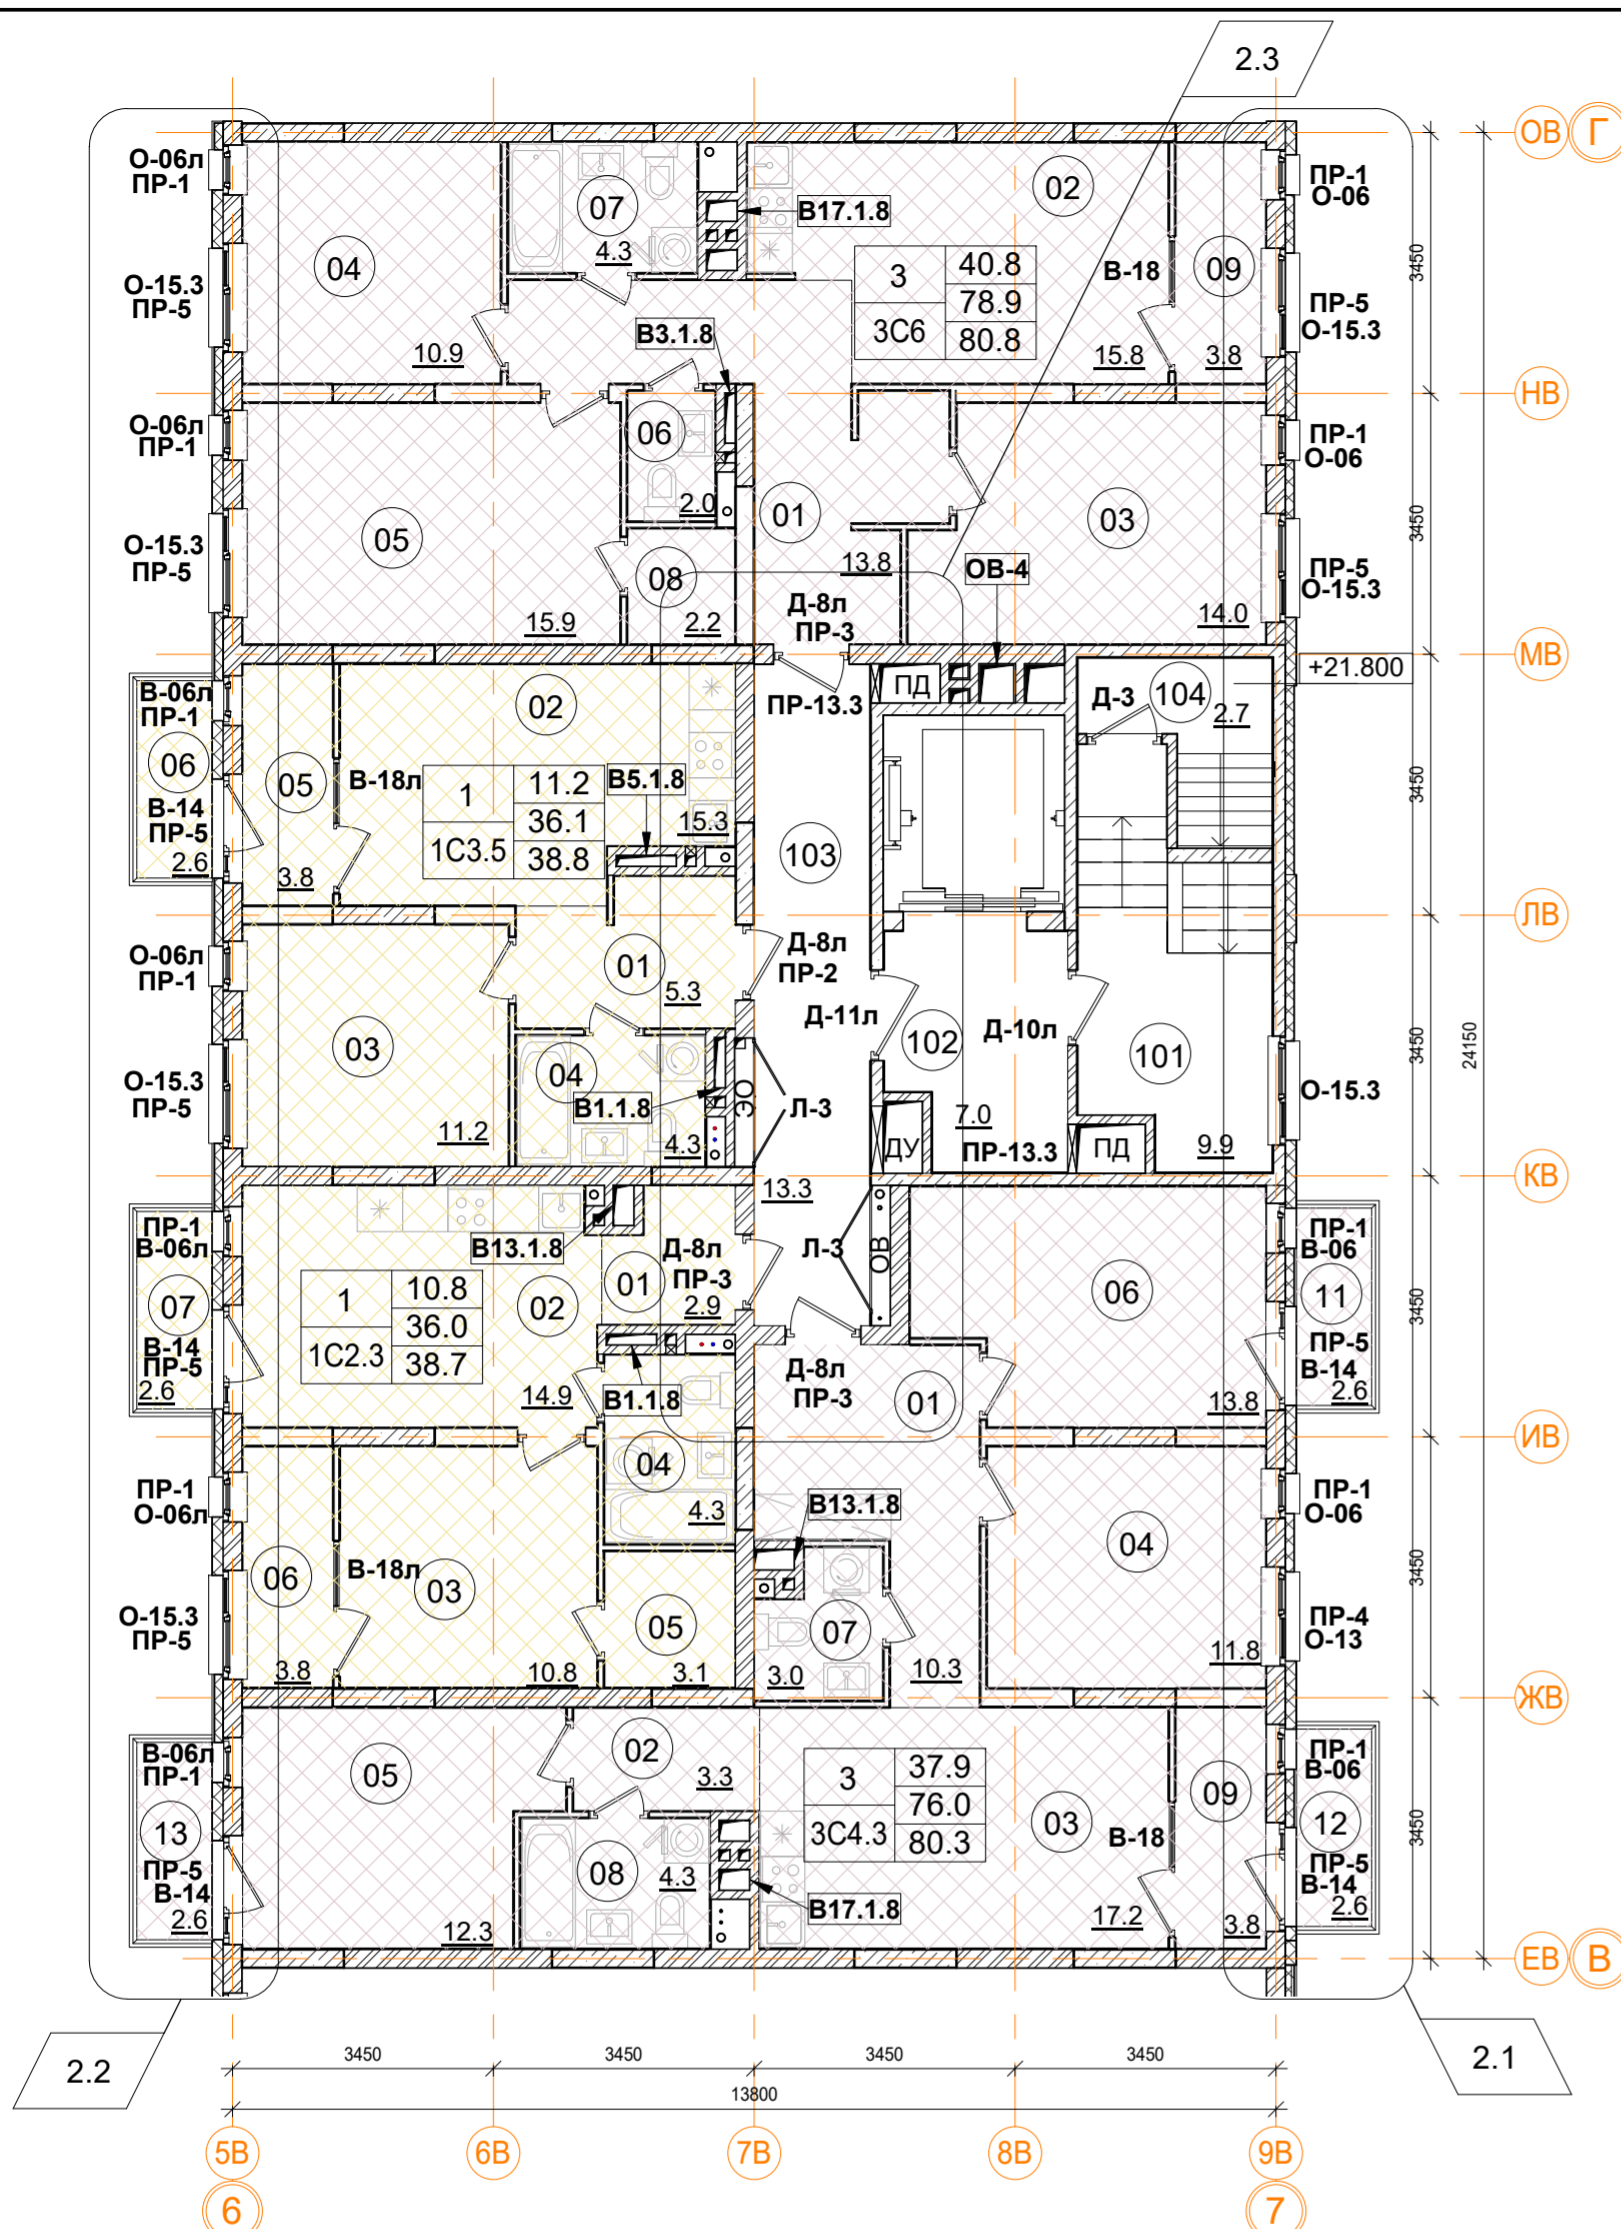 2.3
ОВ Г
О-06л
ПР-1
07
4.3
В17.1.8
02
ПР-1
О-06
04
О-15.3
ПР-5
10.9
3 40.8
3С6 78.9
80.8
В-18
09
15.8
3.8
ПР-5
О-15.3
3450
В3.1.8
НВ
О-06л
ПР-1
06
2.0
01
13.8
03
ПР-1
О-06
05
О-15.3
ПР-5
15.9
08
2.2
Д-8л
ПР-3
ОВ-4
14.0
ПР-5
О-15.3
3450
МВ
+21.800
В-06л
ПР-1
06
В-14
ПР-5
2.6
05
3.8
02
В-18л
1 11.2
1С3.5 36.1
38.8
В5.1.8
15.3
ПР-13.3
ПД
Д-3
104
2.7
103
3450
ЛВ
О-06л
ПР-1
01
5.3
Д-8л
ПР-2
Д-11л
102
Д-10л
101
03
О-15.3
ПР-5
11.2
04
В1.1.8
4.3
ЭО
Л-3
ДУ
7.0
ПР-13.3
ПД
9.9
О-15.3
3450
24150
КВ
13.3
ПР-1
В-06л
07
В-14
ПР-5
2.6
В13.1.8
1 10.8
1С2.3 36.0
38.7
02
14.9
01
Д-8л
ПР-3
2.9
Л-3
ОВ
В1.1.8
Д-8л
ПР-3
01
06
13.8
ПР-1
В-06
11
ПР-5
В-14
2.6
3450
ИВ
ПР-1
О-06л
06
О-15.3
ПР-5
3.8
В-18л
03
10.8
04
4.3
05
3.1
В13.1.8
07
3.0
10.3
04
11.8
ПР-1
О-06
ПР-4
О-13
3450
ЖВ
В-06л
ПР-1
13
ПР-5
В-14
2.6
05
12.3
02
3.3
08
4.3
В17.1.8
3 37.9
3С4.3 76.0
80.3
03
17.2
В-18
09
3.8
ПР-1
В-06
12
ПР-5
В-14
2.6
3450
ЕВ В
2.2
2.1
3450 3450 3450 3450
13800
5В 6В 7В 8В 9В
6 7